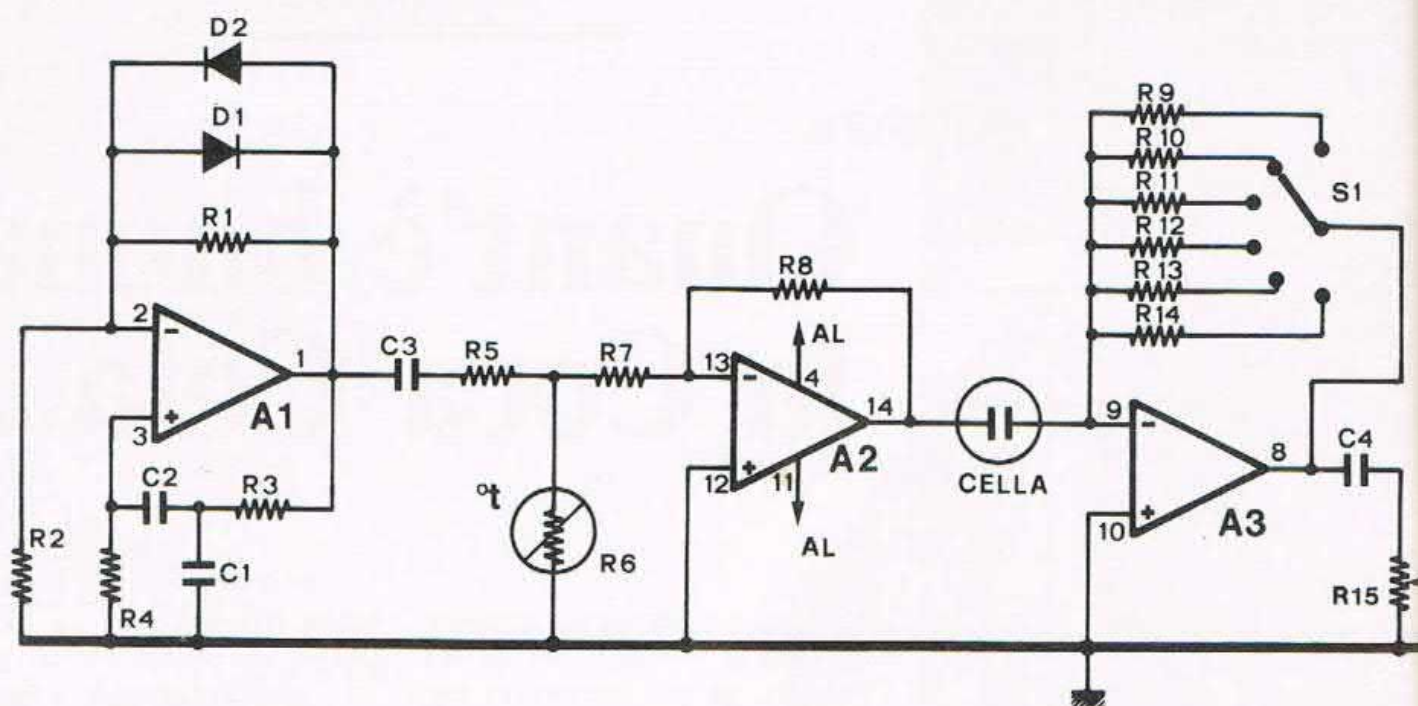 D2
D1
R1
2
-
1
+
3
A1
C2
R3
R2
R4
C1
C3
R5
R7
°t
R6
R8
13
-
AL
4
14
+
12
11
A2
AL
CELLA
R9
R10
R11
R12
R13
R14
S1
9
-
8
+
10
A3
C4
R15